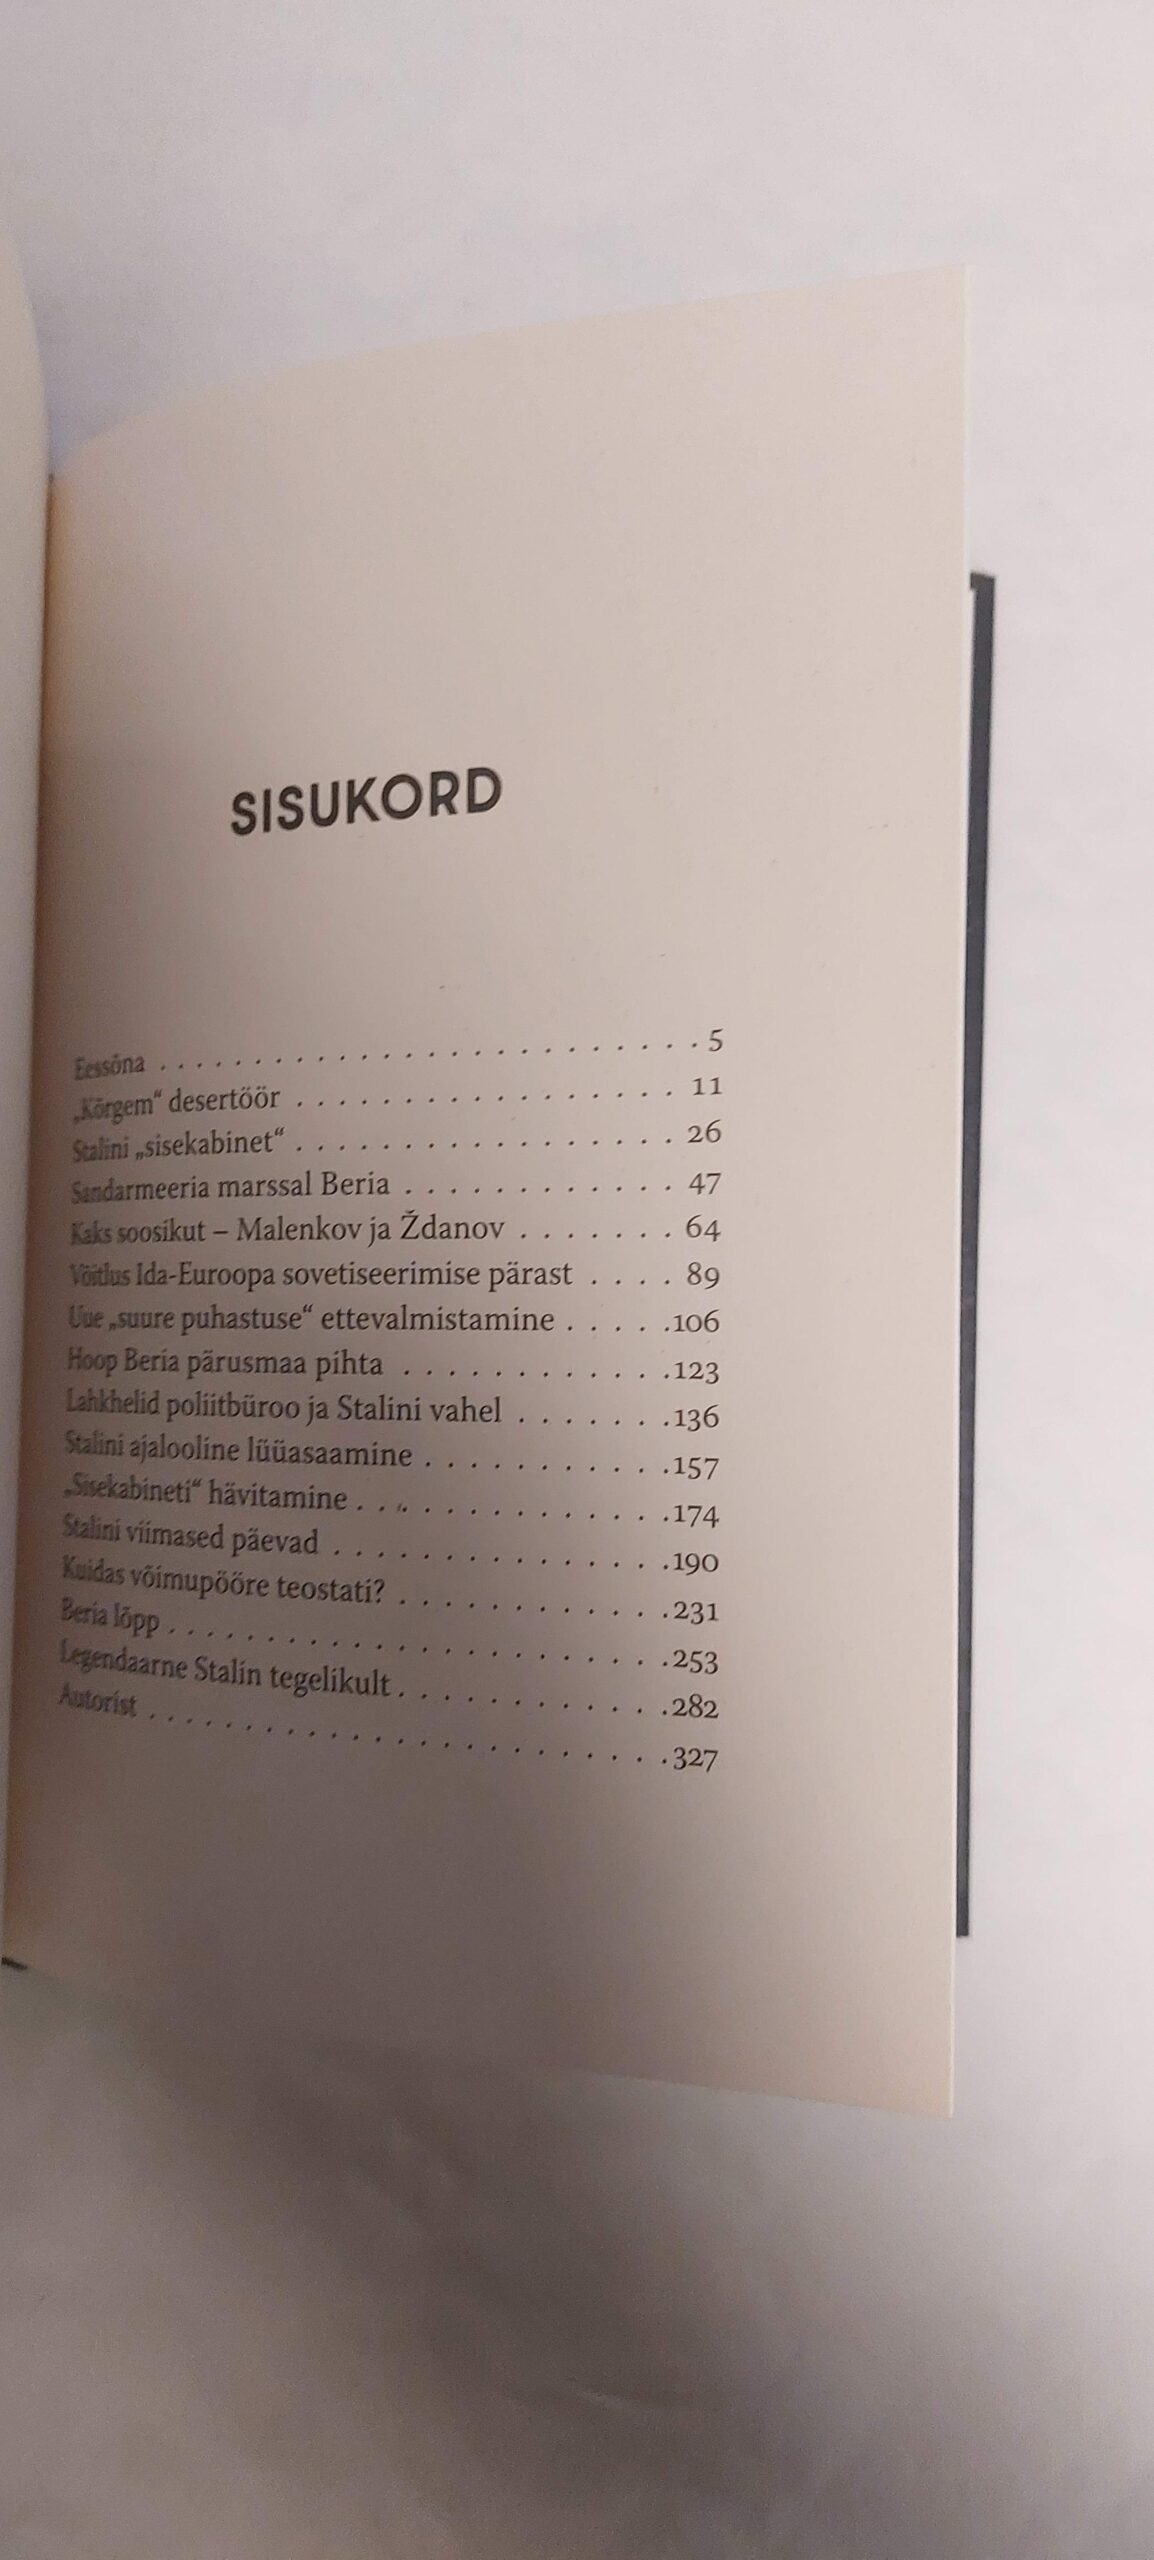 SISUKORD
Eessõna . . . . . . . . . . . . . . . . . . . . . . . . . 5
„Kõrgem“ desertöör . . . . . . . . . . . . . . . . . . 11
Stalini „sisekabinet“ . . . . . . . . . . . . . . . . . . 26
Sandarmeeria marssal Beria . . . . . . . . . . . . 47
Kaks soosikut – Malenkov ja Ždanov . . . . . . . 64
Võitlus Ida-Euroopa sovetiseerimise pärast . . . . 89
Uue „suure puhastuse“ ettevalmistamine . . . . . 106
Hoop Beria pärusmaa pihta . . . . . . . . . . . . 123
Lahkhelid poliitbüroo ja Stalini vahel . . . . . . . 136
Stalini ajalooline lüüasaamine . . . . . . . . . . . 157
„Sisekabineti“ hävitamine . . . . . . . . . . . . . 174
Stalini viimased päevad . . . . . . . . . . . . . . . 190
Kuidas võimupööre teostati? . . . . . . . . . . . . 231
Beria lõpp . . . . . . . . . . . . . . . . . . . . . . 253
Legendaarne Stalin tegelikult . . . . . . . . . . . . 282
Autorist . . . . . . . . . . . . . . . . . . . . . . . 327